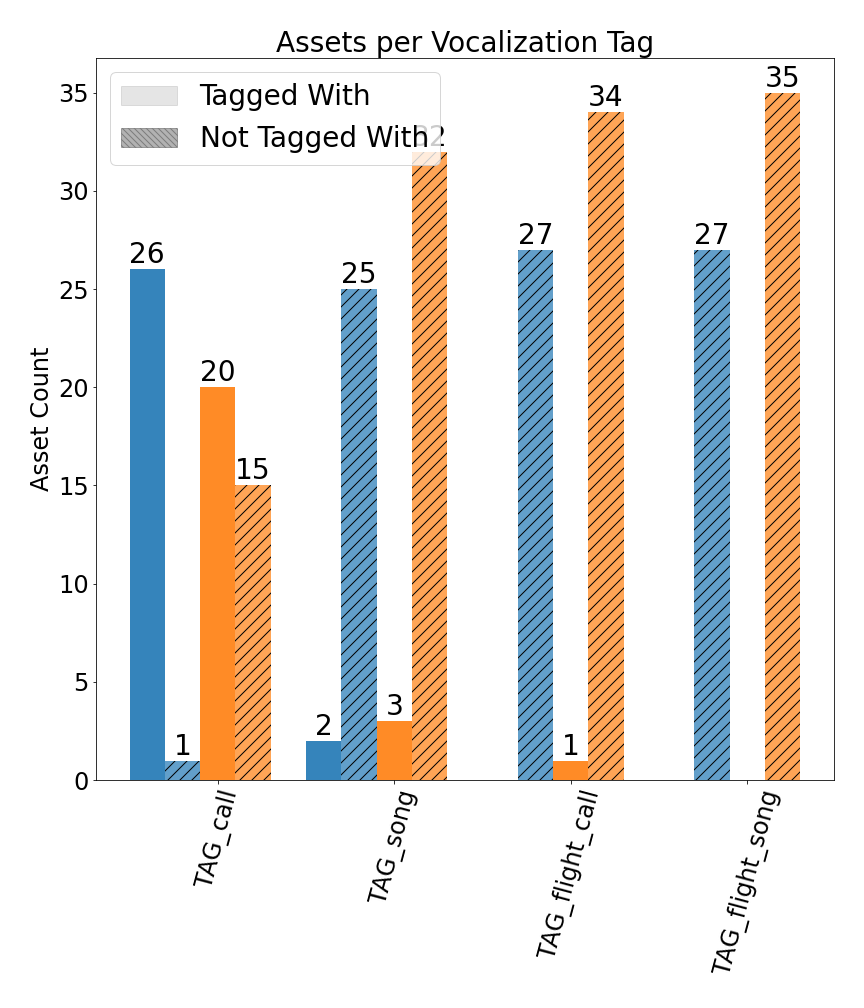 Assets per Vocalization Tag
Tagged With
Not Tagged With
32
35
34
35
30
27
27
26
25
25
20
20
Asset Count
15
15
10
5
3
2
1
1
0
TAG_call
TAG_song
TAG_flight_call
TAG_flight_song